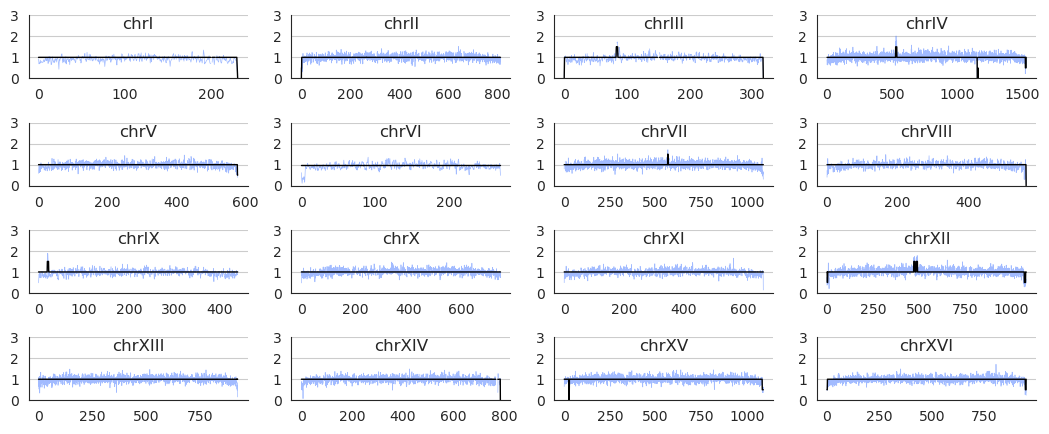 3 chrI 3 chrII 3 chrIII 3 chrIV
2 2 2 2
1 1 1 1
0 0 0 0
0 100 200 0 200 400 600 800 0 100 200 300 0 500 1000 1500
3 chrV 3 chrVI 3 chrVII 3 chrVIII
2 2 2 2
1 1 1 1
0 0 0 0
0 200 400 600 0 100 200 0 250 500 750 1000 0 200 400
3 chrIX 3 chrX 3 chrXI 3 chrXII
2 2 2 2
1 1 1 1
0 0 0 0
0 100 200 300 400 0 200 400 600 0 200 400 600 0 250 500 750 1000
3 chrXIII 3 chrXIV 3 chrXV 3 chrXVI
2 2 2 2
1 1 1 1
0 0 0 0
0 250 500 750 0 200 400 600 800 0 250 500 750 1000 0 250 500 750